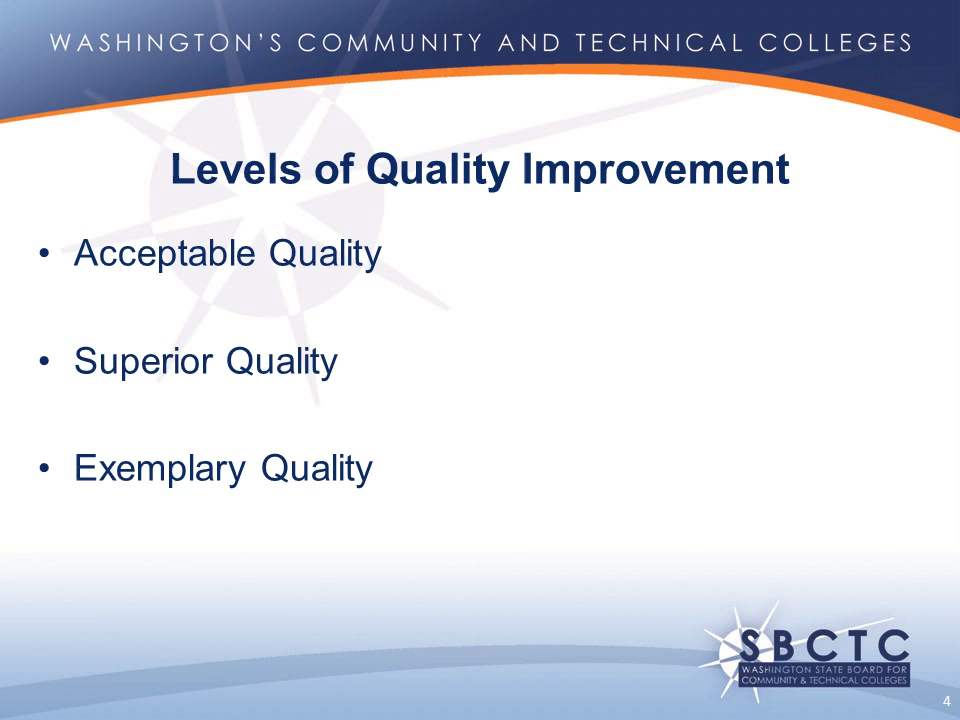 WASHINGTON'S COMMUNITY AND TECHNICAL COLLEGES
Levels of Quality Improvement
• Acceptable Quality
• Superior Quality
• Exemplary Quality
SBCTC
WASHINGTON STATE BOARD FOR
COMMUNITY & TECHNICAL COLLEGES
4